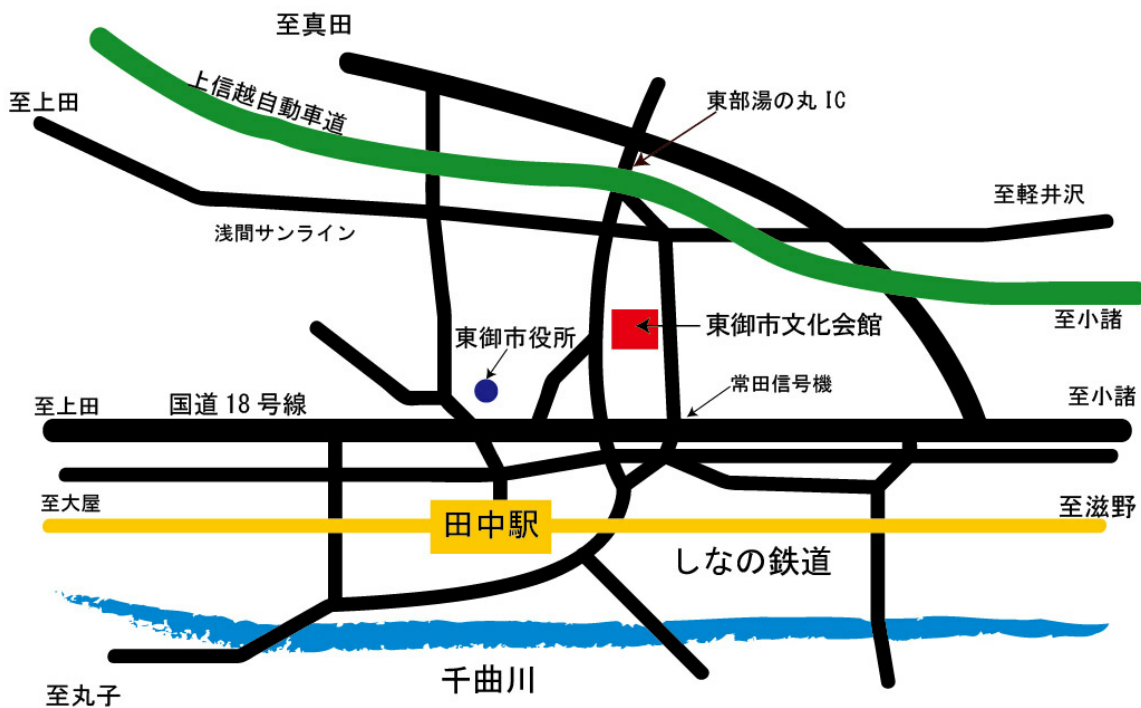 至真田
上信越自動車道
至上田
東部湯の丸 IC
至軽井沢
浅間サンライン
至小諸
東御市文化会館
東御市役所
常田信号機
国道 18 号線
至上田
至小諸
至大屋
至滋野
田中駅
しなの鉄道
千曲川
至丸子